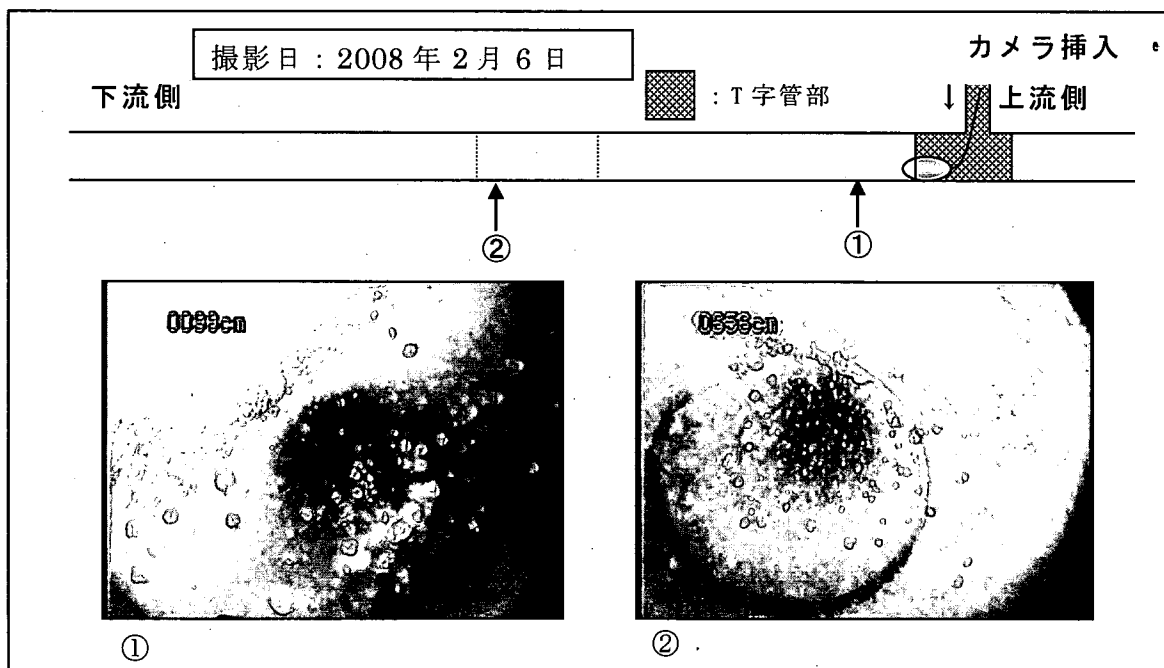 撮影日：2008年2月6日
カメラ挿入
下流側
：T字管部
↓
上流側
②
①
0099cm
①
②